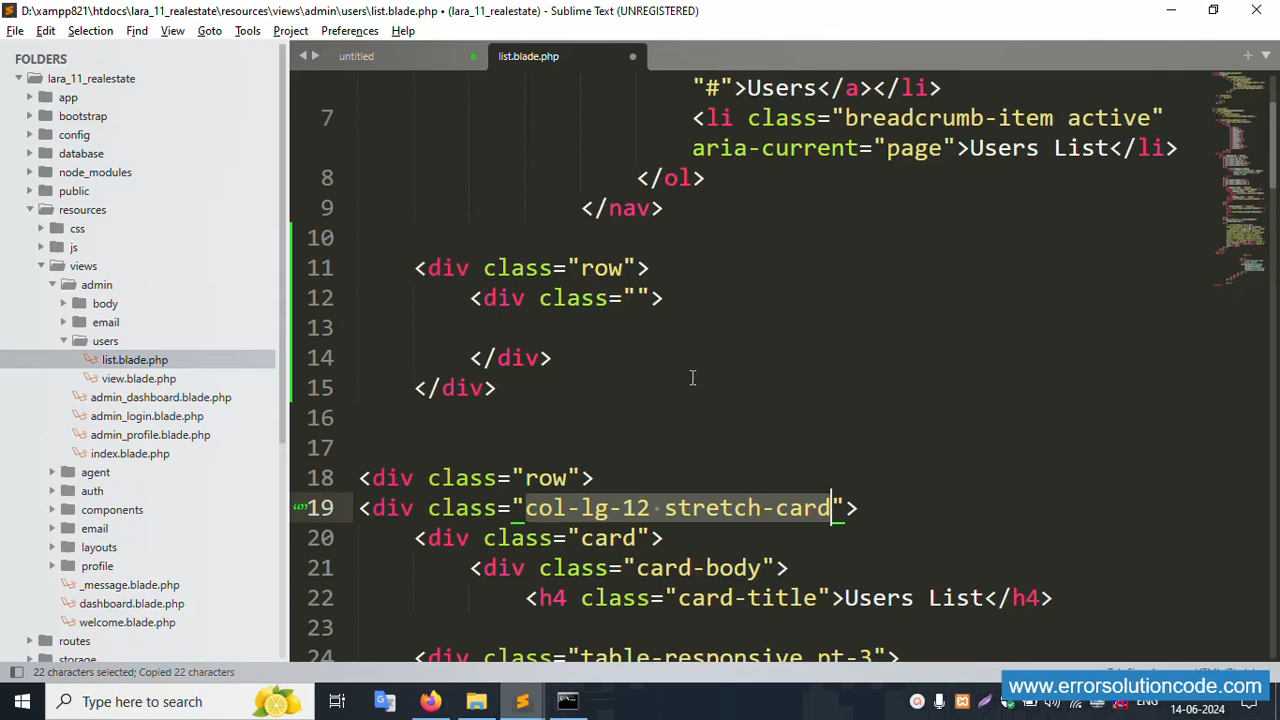 D:\xampp821\htdocs\lara_11_realestate\resources\views\admin\users\list.blade.php • (lara_11_realestate) - Sublime Text (UNREGISTERED)
File Edit Selection Find View Goto Tools Project Preferences Help
FOLDERS
untitled
list.blade.php
lara_11_realestate
app
bootstrap
config
database
node_modules
public
resources
css
js
views
admin
body
email
users
list.blade.php
view.blade.php
admin_dashboard.blade.php
admin_login.blade.php
admin_profile.blade.php
index.blade.php
agent
auth
components
email
layouts
profile
_message.blade.php
dashboard.blade.php
welcome.blade.php
routes
storage
"#">Users</a></li>
7 <li class="breadcrumb-item active"
aria-current="page">Users List</li>
8 </ol>
9 </nav>
10
11 <div class="row">
12 <div class="">
13
14 </div>
15 </div>
16
17
18 <div class="row">
19 <div class="col-lg-12 stretch-card">
20 <div class="card">
21 <div class="card-body">
22 <h4 class="card-title">Users List</h4>
23
24 <div class="table-responsive pt-3">
22 characters selected; Copied 22 characters
www.errorsolutioncode.com/
Type here to search
ENG
14-06-2024